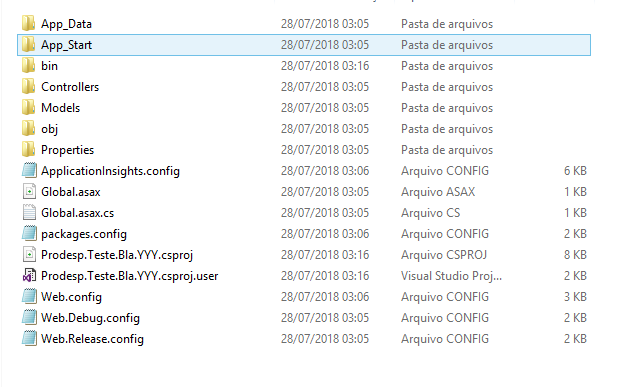 App_Data 28/07/2018 03:05 Pasta de arquivos
App_Start 28/07/2018 03:05 Pasta de arquivos
bin 28/07/2018 03:16 Pasta de arquivos
Controllers 28/07/2018 03:05 Pasta de arquivos
Models 28/07/2018 03:05 Pasta de arquivos
obj 28/07/2018 03:05 Pasta de arquivos
Properties 28/07/2018 03:05 Pasta de arquivos
ApplicationInsights.config 28/07/2018 03:06 Arquivo CONFIG 6 KB
Global.asax 28/07/2018 03:05 Arquivo ASAX 1 KB
Global.asax.cs 28/07/2018 03:05 Arquivo CS 1 KB
packages.config 28/07/2018 03:06 Arquivo CONFIG 2 KB
Prodesp.Teste.Bla.YYY.csproj 28/07/2018 03:16 Arquivo CSPROJ 8 KB
Prodesp.Teste.Bla.YYY.csproj.user 28/07/2018 03:16 Visual Studio Proj... 2 KB
Web.config 28/07/2018 03:06 Arquivo CONFIG 3 KB
Web.Debug.config 28/07/2018 03:05 Arquivo CONFIG 2 KB
Web.Release.config 28/07/2018 03:05 Arquivo CONFIG 2 KB